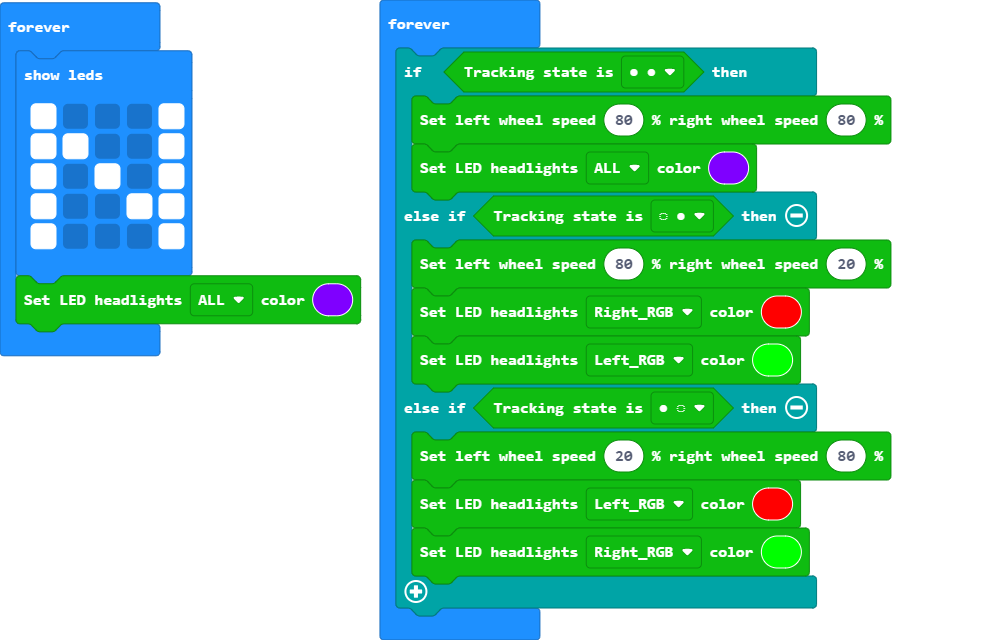 forever
show leds
Set LED headlights ALL color
forever
if Tracking state is ● ● then
Set left wheel speed 80 % right wheel speed 80 %
Set LED headlights ALL color
else if Tracking state is ◌ ● then
Set left wheel speed 80 % right wheel speed 20 %
Set LED headlights Right_RGB color
Set LED headlights Left_RGB color
else if Tracking state is ● ◌ then
Set left wheel speed 20 % right wheel speed 80 %
Set LED headlights Left_RGB color
Set LED headlights Right_RGB color